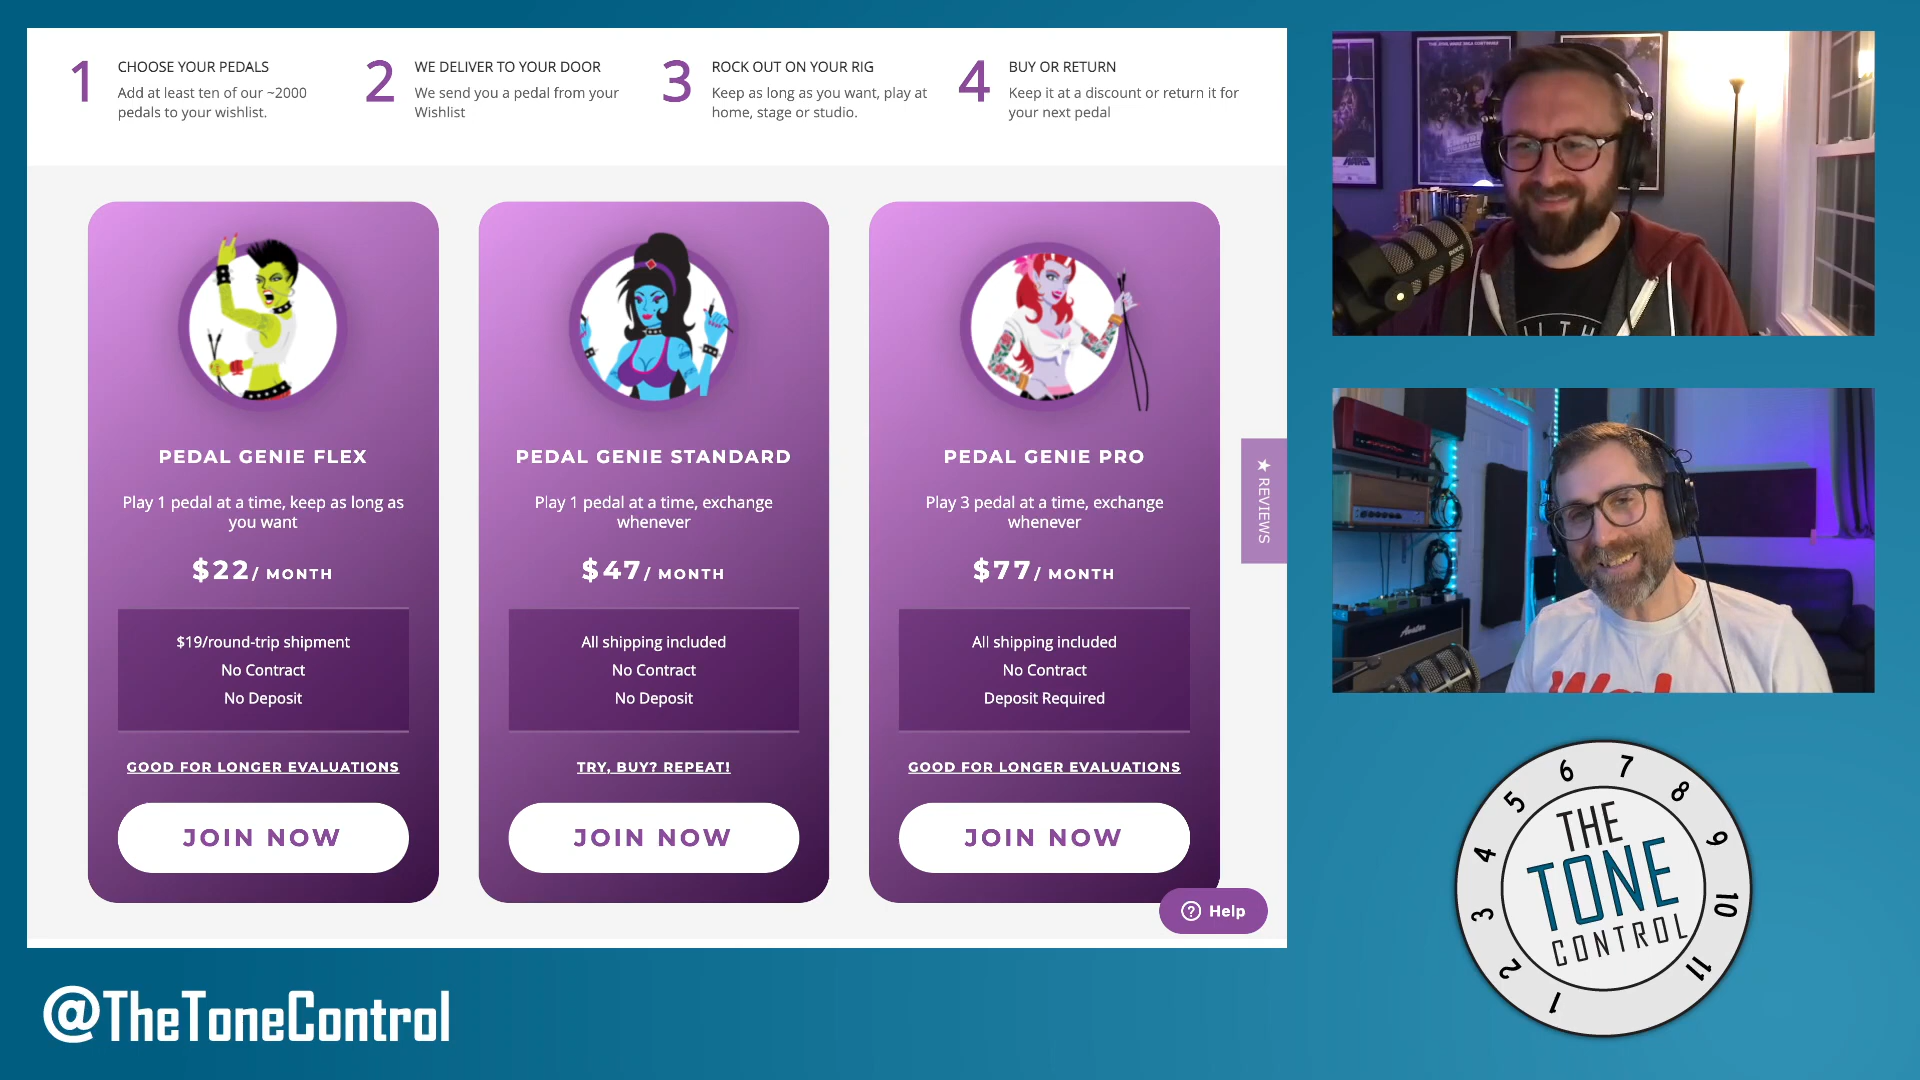 1
CHOOSE YOUR PEDALS
Add at least ten of our ~2000
pedals to your wishlist.
2
WE DELIVER TO YOUR DOOR
We send you a pedal from your
Wishlist
3
ROCK OUT ON YOUR RIG
Keep as long as you want, play at
home, stage or studio.
4
BUY OR RETURN
Keep it at a discount or return it for
your next pedal
PEDAL GENIE FLEX
Play 1 pedal at a time, keep as long as
you want
$22/ MONTH
$19/round-trip shipment
No Contract
No Deposit
GOOD FOR LONGER EVALUATIONS
JOIN NOW
PEDAL GENIE STANDARD
Play 1 pedal at a time, exchange
whenever
$47/ MONTH
All shipping included
No Contract
No Deposit
TRY, BUY? REPEAT!
JOIN NOW
PEDAL GENIE PRO
Play 3 pedal at a time, exchange
whenever
$77/ MONTH
All shipping included
No Contract
Deposit Required
GOOD FOR LONGER EVALUATIONS
JOIN NOW
★ REVIEWS
? Help
@TheToneControl
Avatar
1 2 3 4 5 6 7 8 9 10 11
THE
TONE
CONTROL